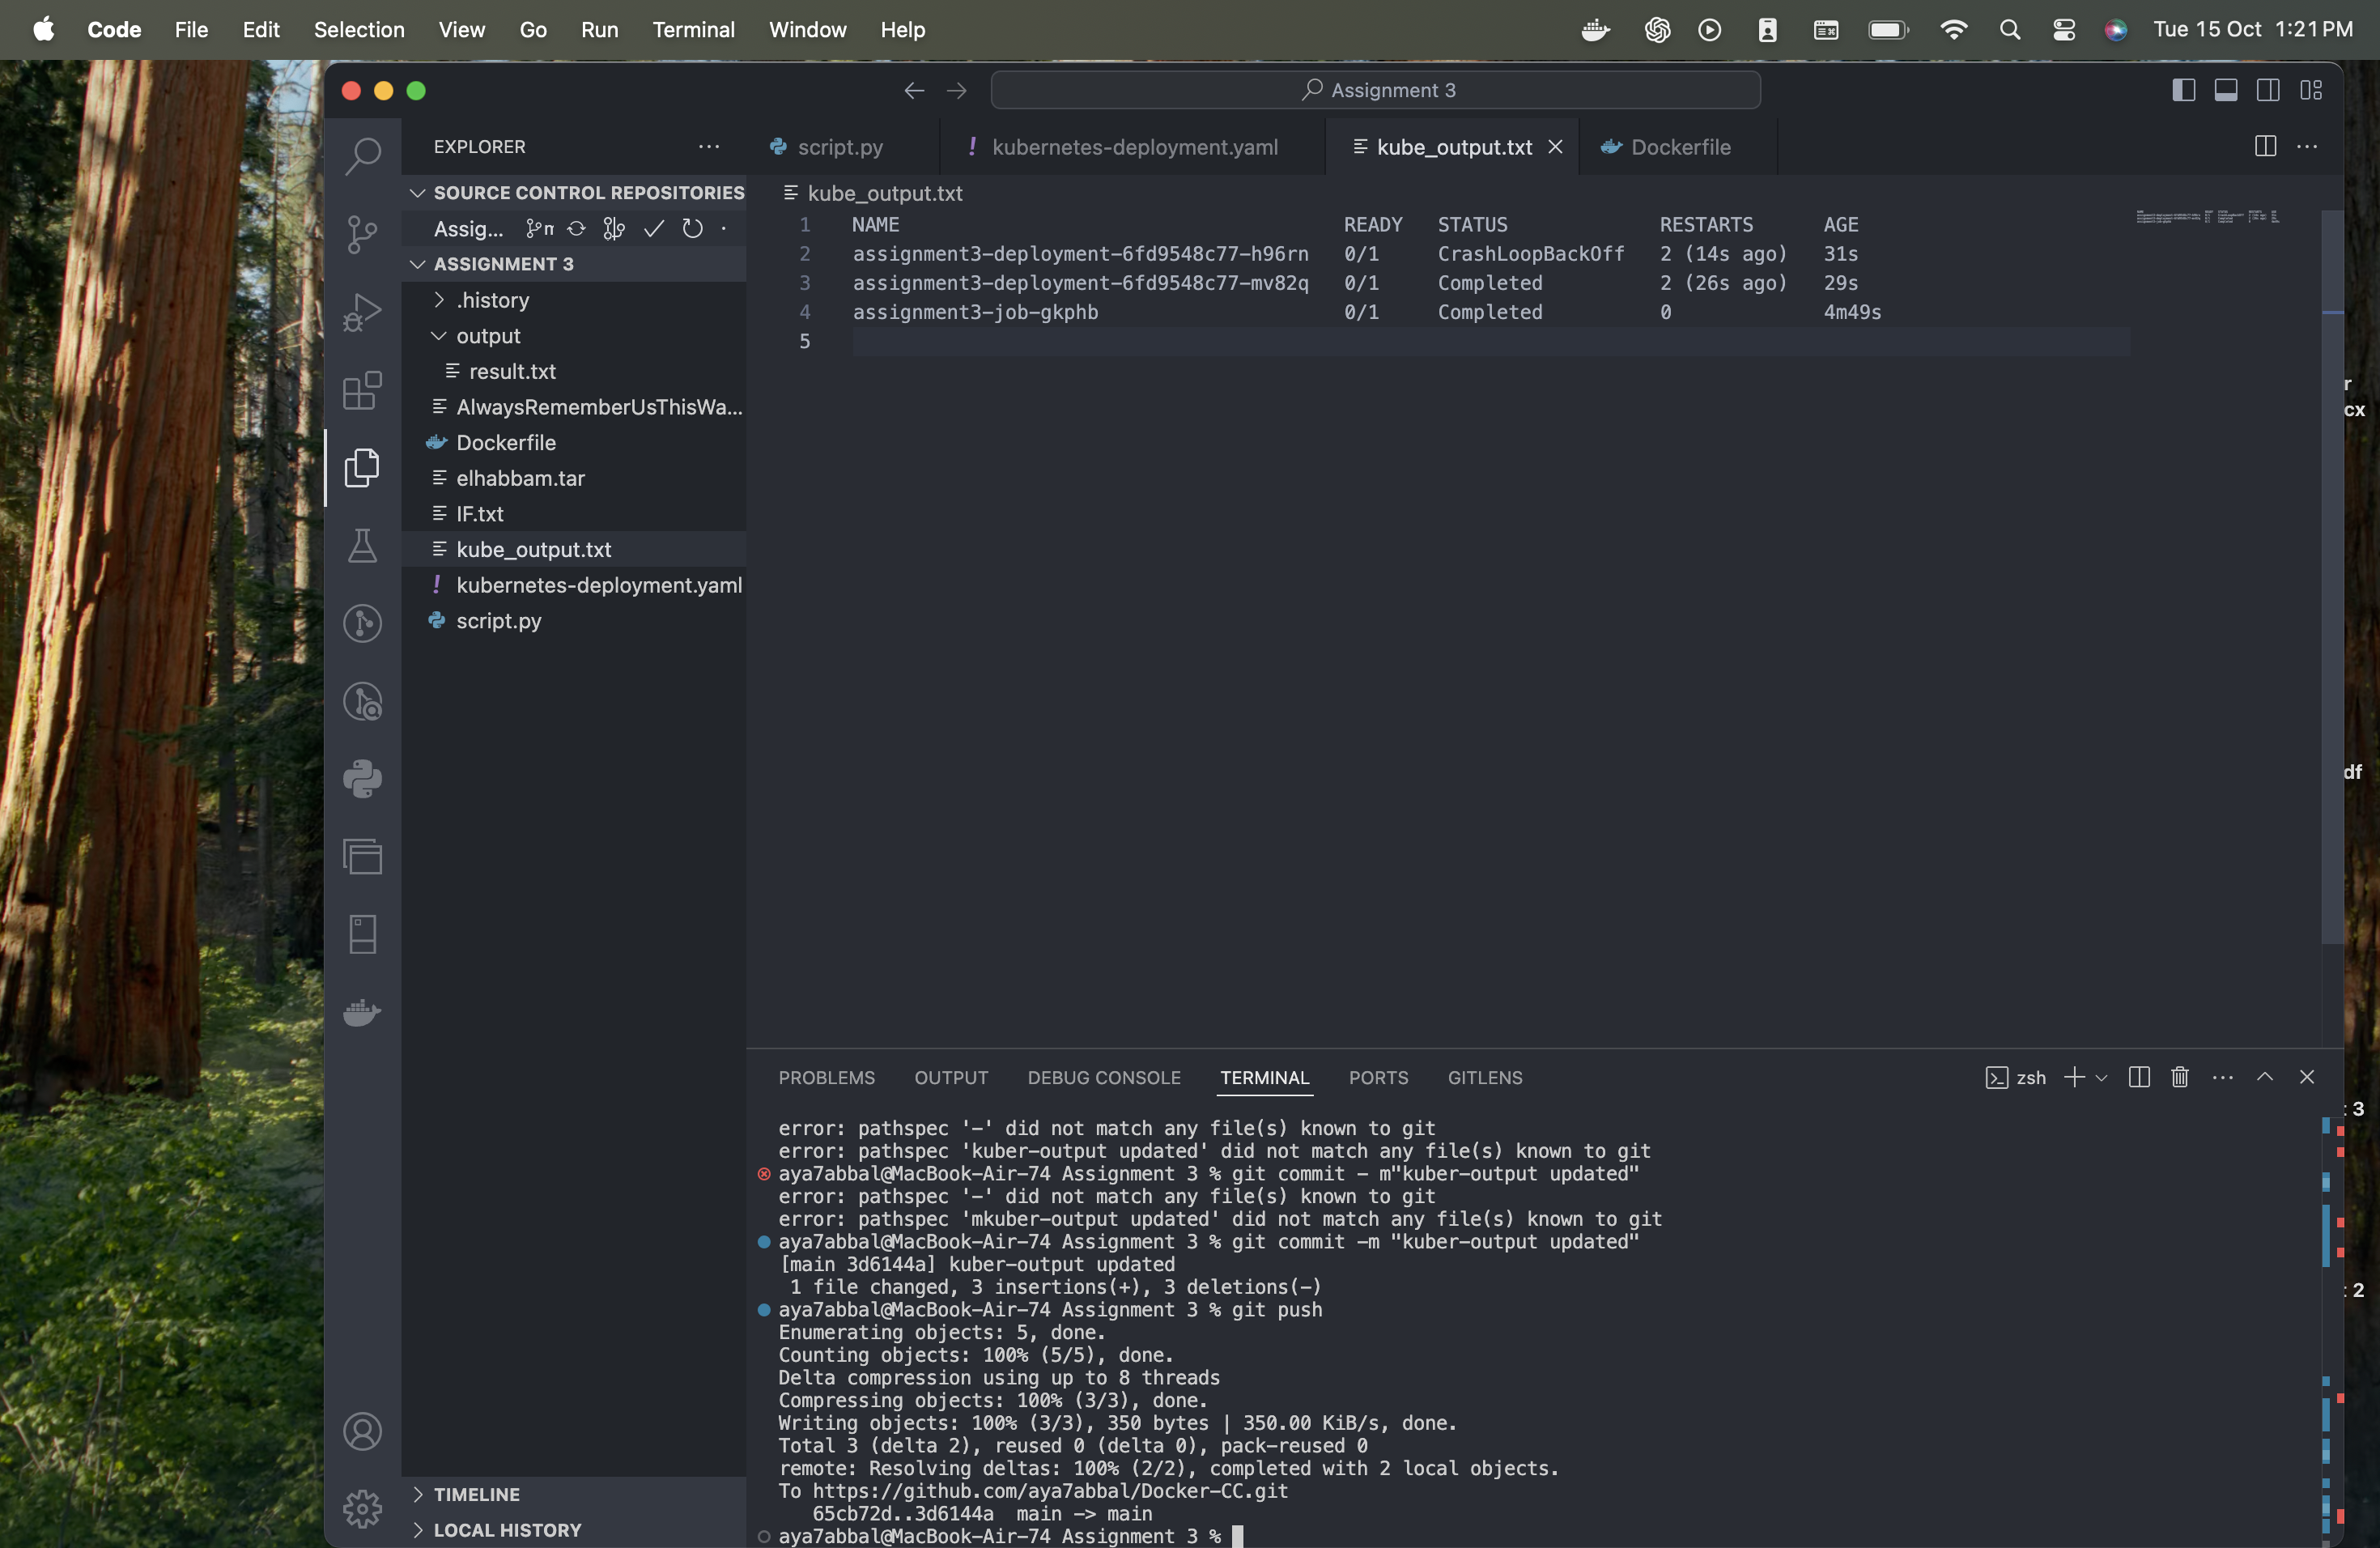 Code File Edit Selection View Go Run Terminal Window Help Tue 15 Oct 1:21 PM
Assignment 3
EXPLORER
script.py
kubernetes-deployment.yaml
kube_output.txt
Dockerfile
SOURCE CONTROL REPOSITORIES
Assig...
ASSIGNMENT 3
.history
output
result.txt
AlwaysRememberUsThisWa...
Dockerfile
elhabbam.tar
IF.txt
kube_output.txt
kubernetes-deployment.yaml
script.py
TIMELINE
LOCAL HISTORY
kube_output.txt
1 NAME READY STATUS RESTARTS AGE
2 assignment3-deployment-6fd9548c77-h96rn 0/1 CrashLoopBackOff 2 (14s ago) 31s
3 assignment3-deployment-6fd9548c77-mv82q 0/1 Completed 2 (26s ago) 29s
4 assignment3-job-gkphb 0/1 Completed 0 4m49s
5
PROBLEMS OUTPUT DEBUG CONSOLE TERMINAL PORTS GITLENS zsh
error: pathspec '-' did not match any file(s) known to git
error: pathspec 'kuber-output updated' did not match any file(s) known to git
aya7abbal@MacBook-Air-74 Assignment 3 % git commit - m"kuber-output updated"
error: pathspec '-' did not match any file(s) known to git
error: pathspec 'mkuber-output updated' did not match any file(s) known to git
aya7abbal@MacBook-Air-74 Assignment 3 % git commit -m "kuber-output updated"
[main 3d6144a] kuber-output updated
1 file changed, 3 insertions(+), 3 deletions(-)
aya7abbal@MacBook-Air-74 Assignment 3 % git push
Enumerating objects: 5, done.
Counting objects: 100% (5/5), done.
Delta compression using up to 8 threads
Compressing objects: 100% (3/3), done.
Writing objects: 100% (3/3), 350 bytes | 350.00 KiB/s, done.
Total 3 (delta 2), reused 0 (delta 0), pack-reused 0
remote: Resolving deltas: 100% (2/2), completed with 2 local objects.
To https://github.com/aya7abbal/Docker-CC.git
65cb72d..3d6144a main -> main
aya7abbal@MacBook-Air-74 Assignment 3 %
r
cx
df
: 3
: 2